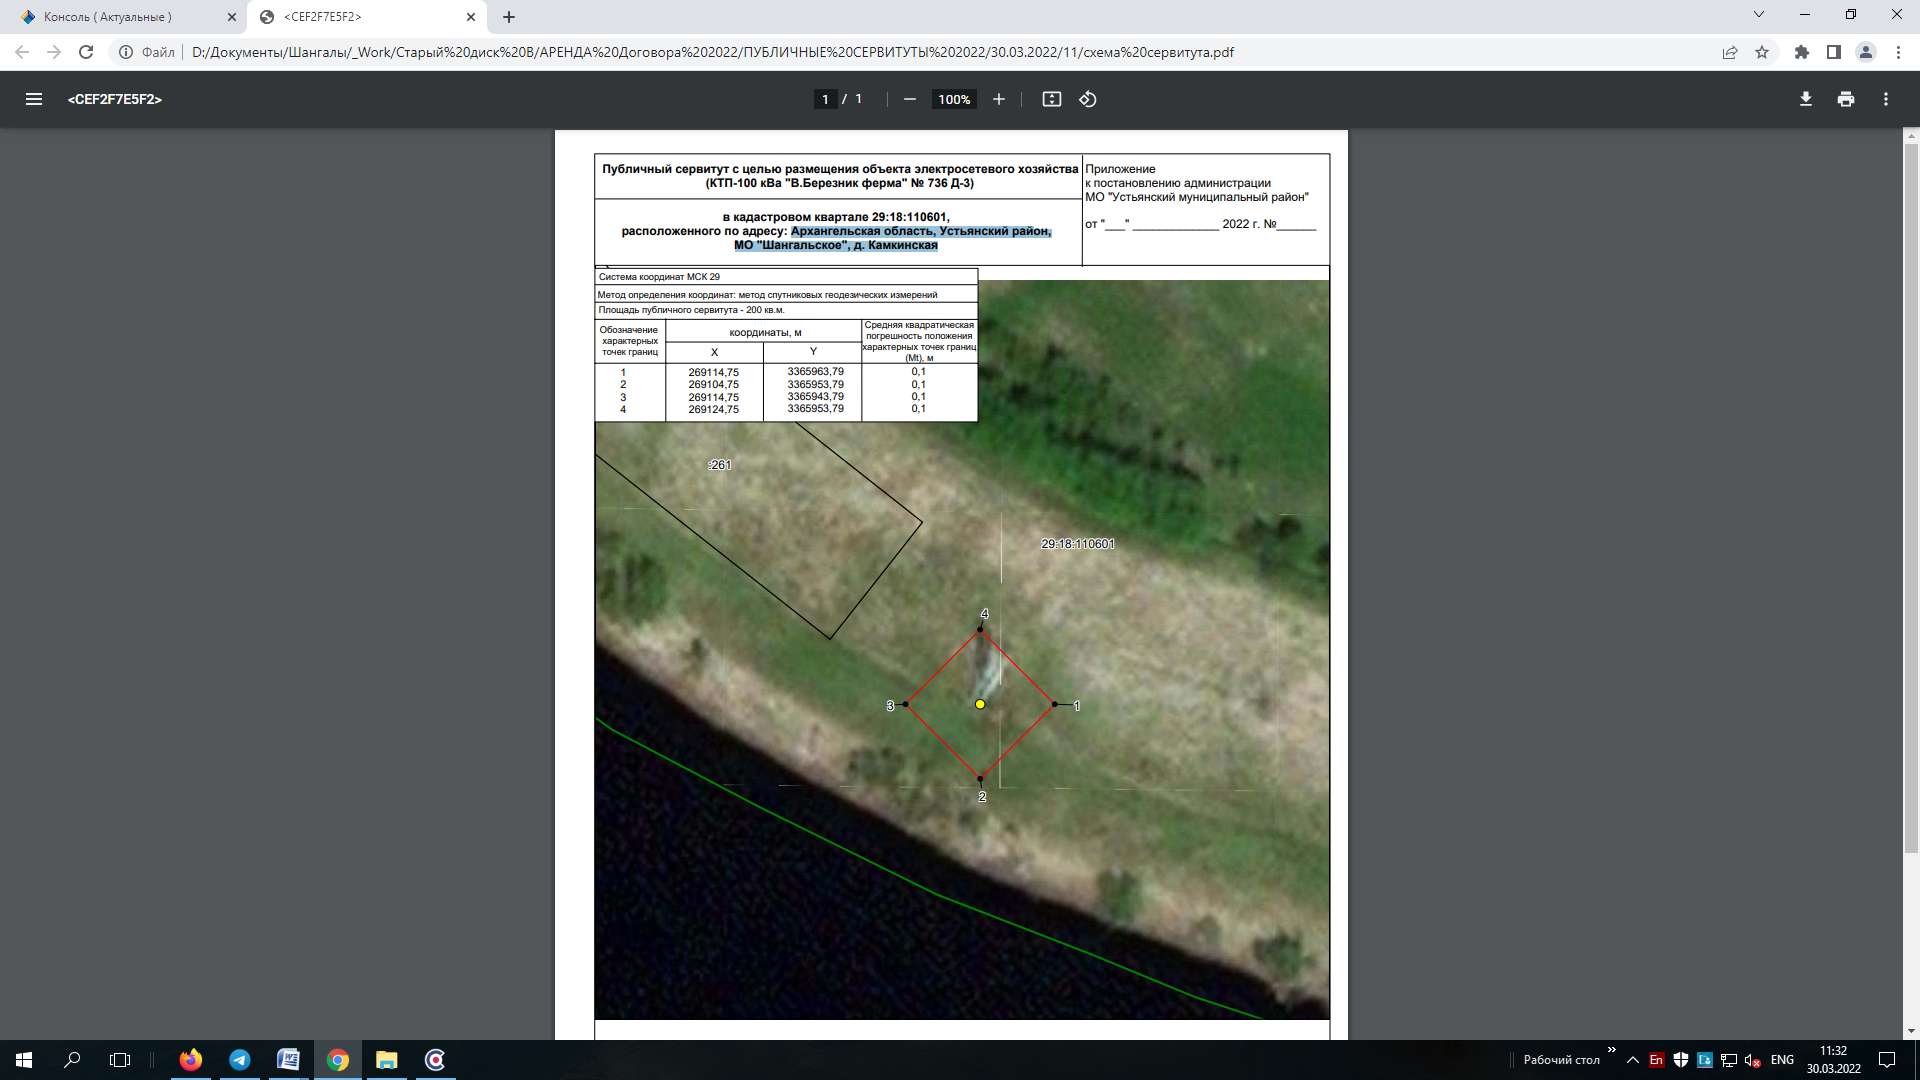 Консоль ( Актуальные )
<CEF2F7E5F2>
Файл
D:/Документы/Шангалы/_Work/Старый%20диск%20В/АРЕНДА%20Договора%202022/ПУБЛИЧНЫЕ%20СЕРВИТУТЫ%202022/30.03.2022/11/схема%20сервитута.pdf
<CEF2F7E5F2>
1 / 1
100%
Публичный сервитут с целью размещения объекта электросетевого хозяйства
(КТП-100 кВа "В.Березник ферма" № 736 Д-3)
в кадастровом квартале 29:18:110601,
расположенного по адресу: Архангельская область, Устьянский район,
МО "Шангальское", д. Камкинская
Приложение
к постановлению администрации
МО "Устьянский муниципальный район"
от "___" _____________ 2022 г. №______
Система координат МСК 29
Метод определения координат: метод спутниковых геодезических измерений
Площадь публичного сервитута - 200 кв.м.
Обозначение
характерных
точек границ
координаты, м
X
Y
Средняя квадратическая
погрешность положения
характерных точек границ
(Mt), м
1 269114,75 3365963,79 0,1
2 269104,75 3365953,79 0,1
3 269114,75 3365943,79 0,1
4 269124,75 3365953,79 0,1
:261
29:18:110601
4
3
1
2
Рабочий стол
En
ENG
11:32
30.03.2022